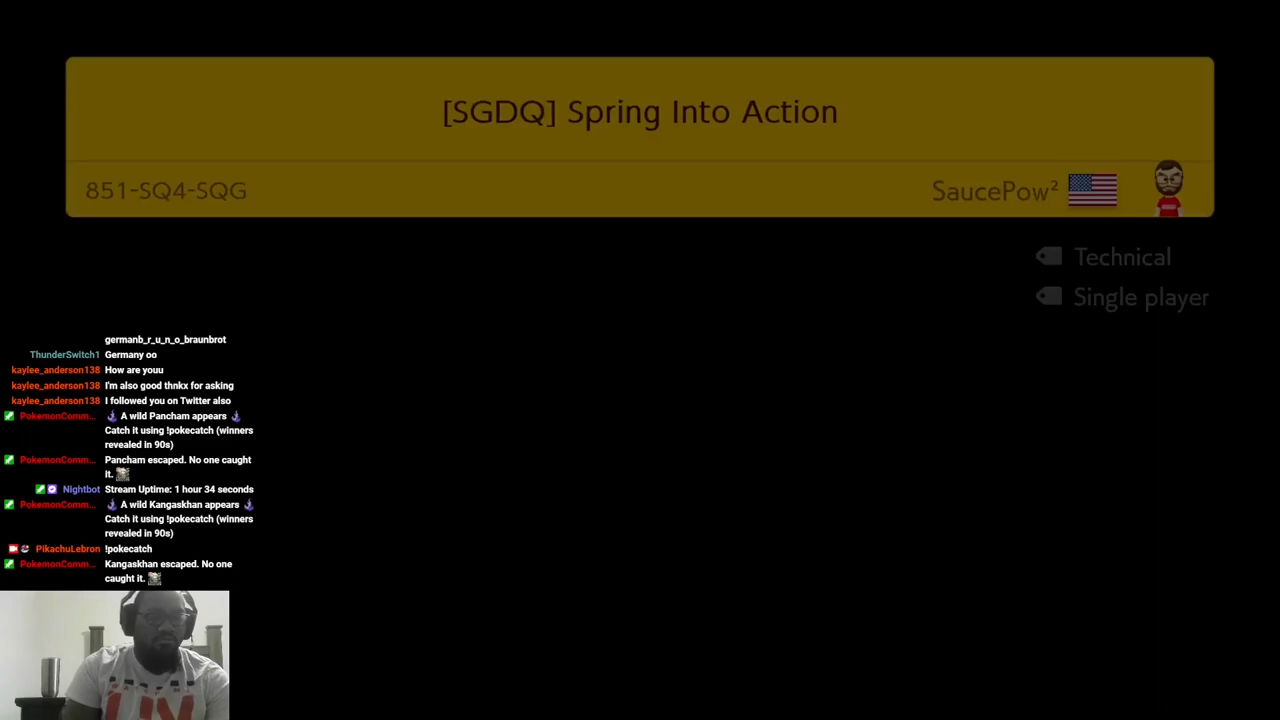 [SGDQ] Spring Into Action
851-SQ4-SQG
SaucePow²
Technical
Single player
germanb_r_u_n_o_braunbrot
ThunderSwitch1 Germany oo
kaylee_anderson138 How are youu
kaylee_anderson138 I'm also good thnkx for asking
kaylee_anderson138 I followed you on Twitter also
PokemonComm... A wild Pancham appears
Catch it using !pokecatch (winners
revealed in 90s)
PokemonComm... Pancham escaped. No one caught
it.
Nightbot Stream Uptime: 1 hour 34 seconds
PokemonComm... A wild Kangaskhan appears
Catch it using !pokecatch (winners
revealed in 90s)
PikachuLebron !pokecatch
PokemonComm... Kangaskhan escaped. No one
caught it.